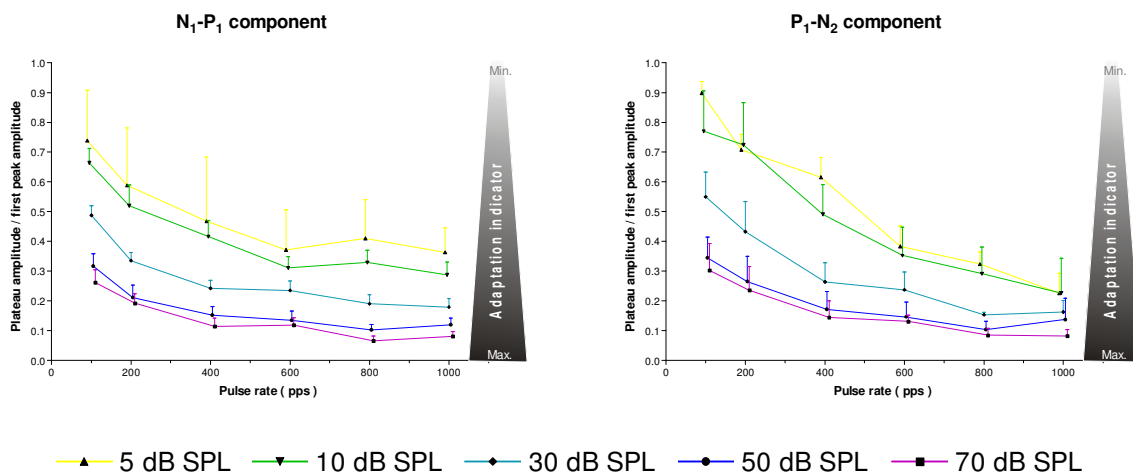 N1-P1 component
P1-N2 component
Plateau amplitude / first peak amplitude
1.0
0.9
0.8
0.7
0.6
0.5
0.4
0.3
0.2
0.1
0.0
0
200
400
600
800
1000
Pulse rate ( pps )
Min.
Adaptation indicator
Max.
Plateau amplitude / first peak amplitude
1.0
0.9
0.8
0.7
0.6
0.5
0.4
0.3
0.2
0.1
0.0
0
200
400
600
800
1000
Pulse rate ( pps )
Min.
Adaptation indicator
Max.
5 dB SPL
10 dB SPL
30 dB SPL
50 dB SPL
70 dB SPL